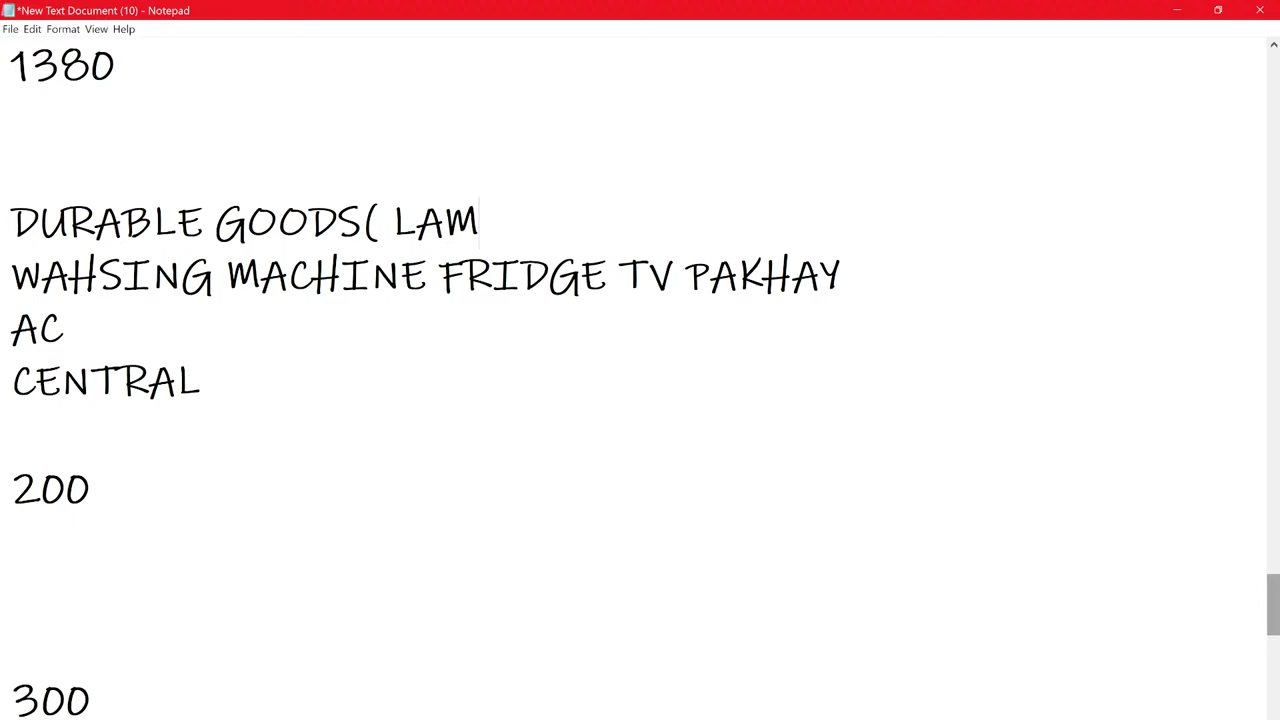 *New Text Document (10) - Notepad
File Edit Format View Help
1380
DURABLE GOODS( LAM
WAHSING MACHINE FRIDGE TV PAKHAY
AC
CENTRAL
200
300